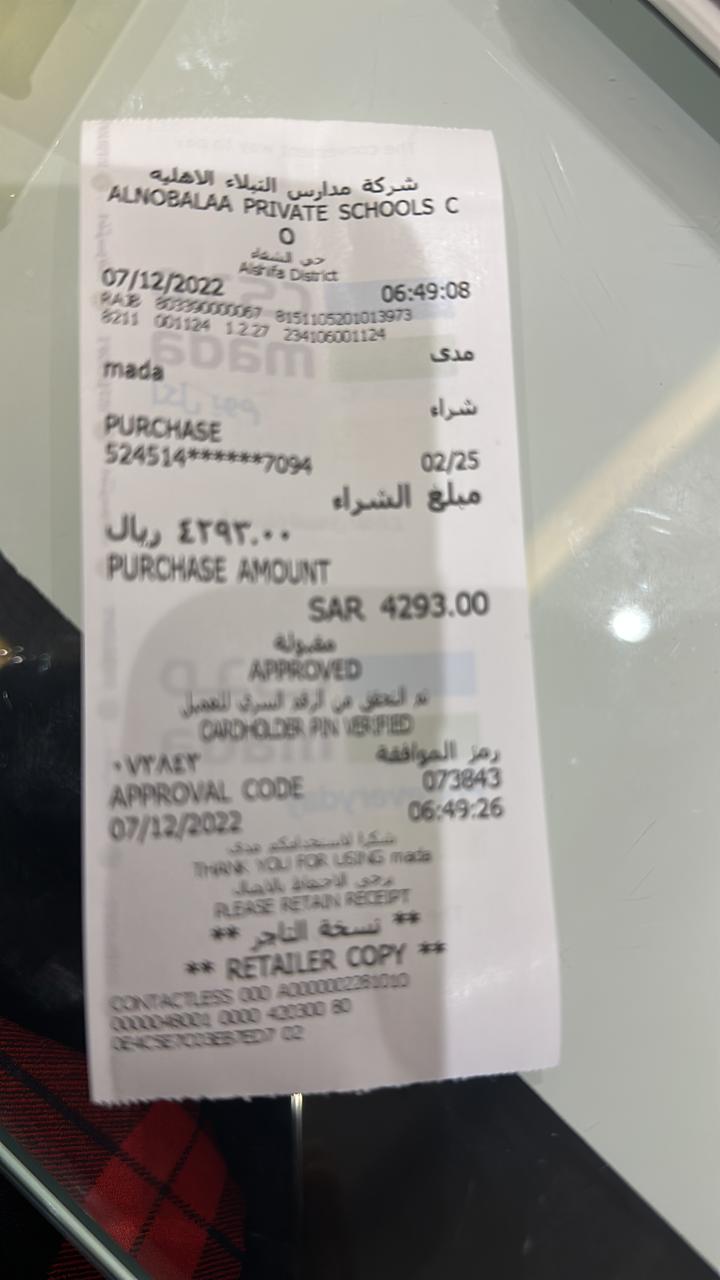 شركة مدارس النبلاء الاهليه
ALNOBALAA PRIVATE SCHOOLS C
O
حى الشفاء
Alshifa District
07/12/2022 06:49:08
RAJB 803390000067 8151105201013973
8211 001124 1.2.27 234106001124
مدى
mada
شراء
PURCHASE
524514******7094 02/25
مبلغ الشراء
٤٢٩٣.٠٠ ريال
PURCHASE AMOUNT
SAR 4293.00
مقبولة
APPROVED
تم التحقق من الرقم السري للعميل
CARDHOLDER PIN VERIFIED
٠٧٣٨٤٣ رمز الموافقة
APPROVAL CODE 073843
07/12/2022 06:49:26
شكرا لاستخدامكم مدى
THANK YOU FOR USING mada
يرجى الاحتفاظ بالايصال
PLEASE RETAIN RECEIPT
** نسخة التاجر **
** RETAILER COPY **
CONTACTLESS 000 A0000002281010
0000048001 0000 420300 80
02